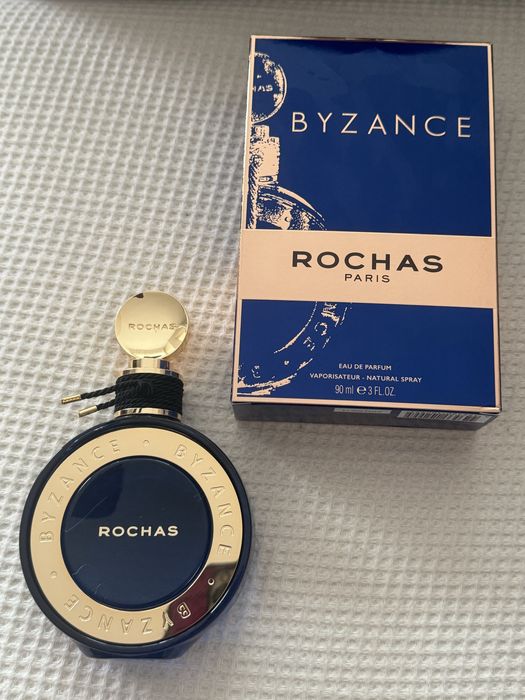 BYZANCE
ROCHAS
PARIS
EAU DE PARFUM
VAPORISATEUR - NATURAL SPRAY
90 ml ℮ 3 FL.OZ.
ROCHAS
BYZANCE • BYZANCE • BYZANCE •
ROCHAS